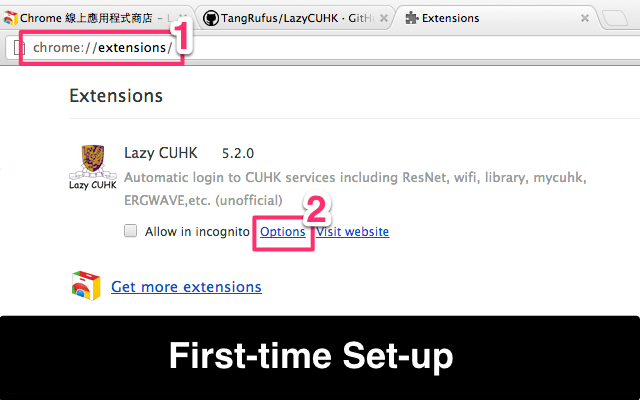 Chrome 線上應用程式商店 – L
TangRufus/LazyCUHK · GitHu
Extensions
1
chrome://extensions/
Extensions
Lazy CUHK 5.2.0
Lazy CUHK
Automatic login to CUHK services including ResNet, wifi, library, mycuhk,
ERGWAVE,etc. (unofficial)
2
Allow in incognito Options Visit website
Get more extensions
First-time Set-up